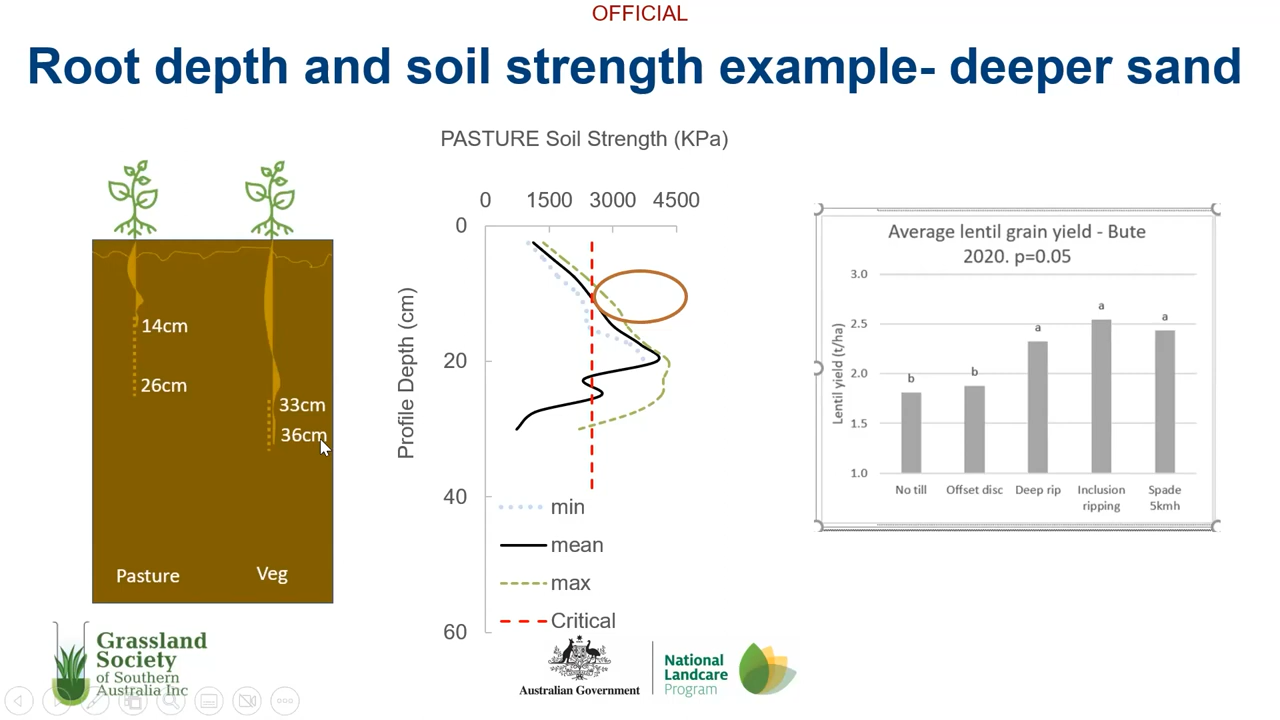 OFFICIAL
Root depth and soil strength example- deeper sand
14cm
26cm
33cm
36cm
Pasture
Veg
PASTURE Soil Strength (KPa)
0 1500 3000 4500
0
20
40
60
Profile Depth (cm)
min
mean
max
Critical
Average lentil grain yield - Bute
2020. p=0.05
Lentil yield (t/ha)
3.0
2.5
2.0
1.5
1.0
b
b
a
a
a
No till
Offset disc
Deep rip
Inclusion
ripping
Spade
5kmh
Grassland
Society
of Southern
Australia Inc
Australian Government
National
Landcare
Program